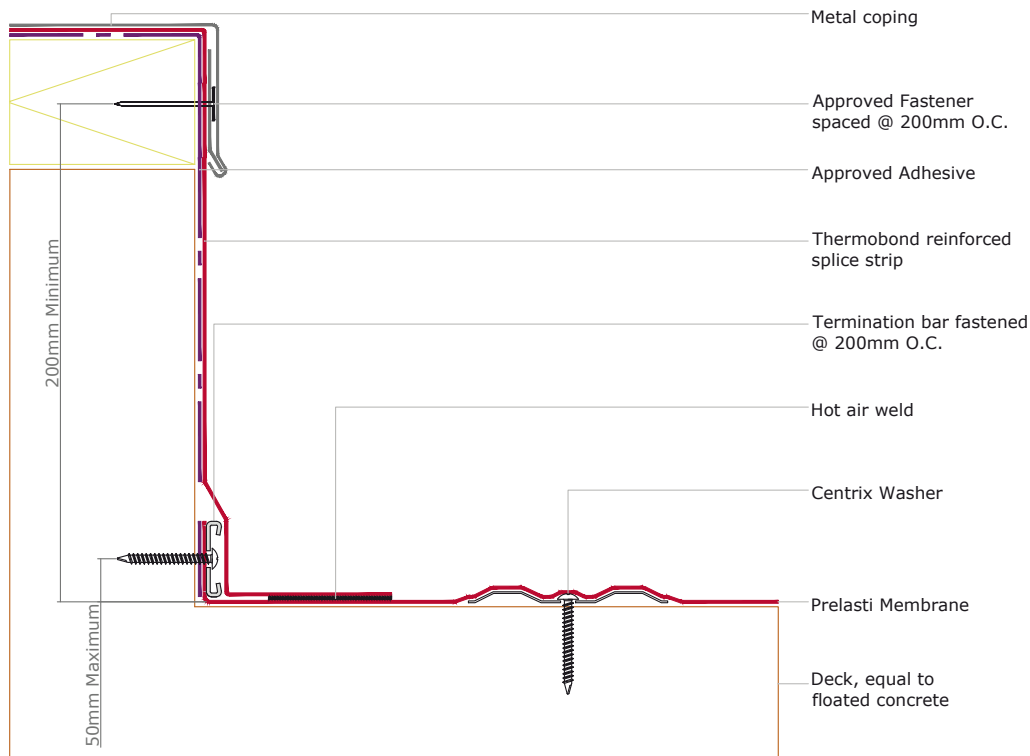 Metal coping
Approved Fastener
spaced @ 200mm O.C.
Approved Adhesive
Thermobond reinforced
splice strip
Termination bar fastened
@ 200mm O.C.
Hot air weld
Centrix Washer
Prelasti Membrane
Deck, equal to
floated concrete
200mm Minimum
50mm Maximum